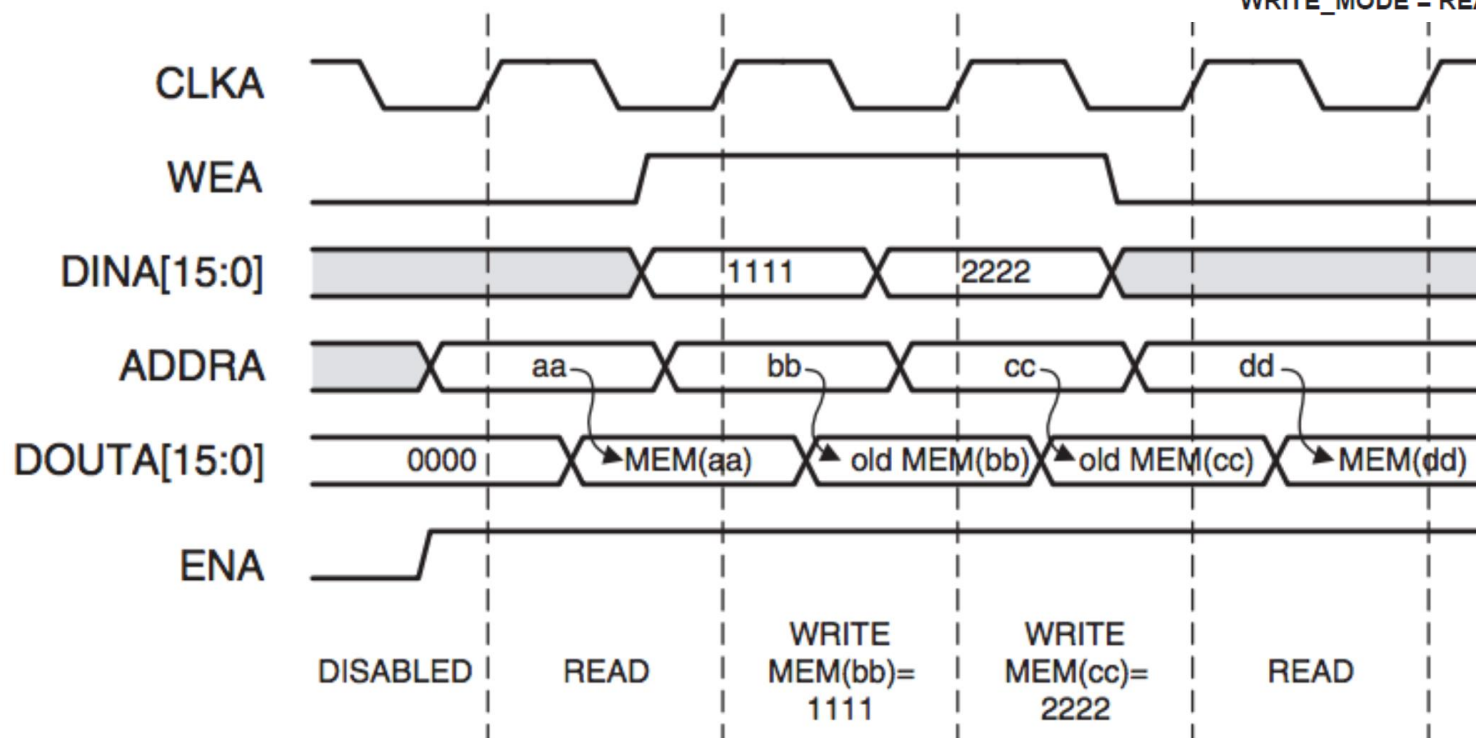 WRITE_MODE = REA
CLKA
WEA
DINA[15:0] 1111 2222
ADDRA aa bb cc dd
DOUTA[15:0] 0000 MEM(aa) old MEM(bb) old MEM(cc) MEM(dd)
ENA
DISABLED READ WRITE MEM(bb)= 1111 WRITE MEM(cc)= 2222 READ